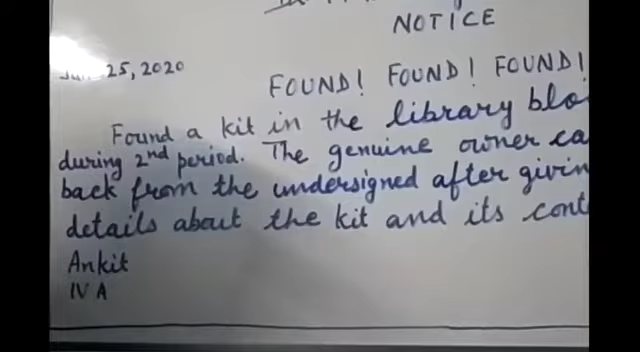 NOTICE
25, 2020
FOUND! FOUND! FOUND!
Found a kit in the library
during 2nd period. The genuine owner
back from the undersigned after
details about the kit and its
Ankit
IV A